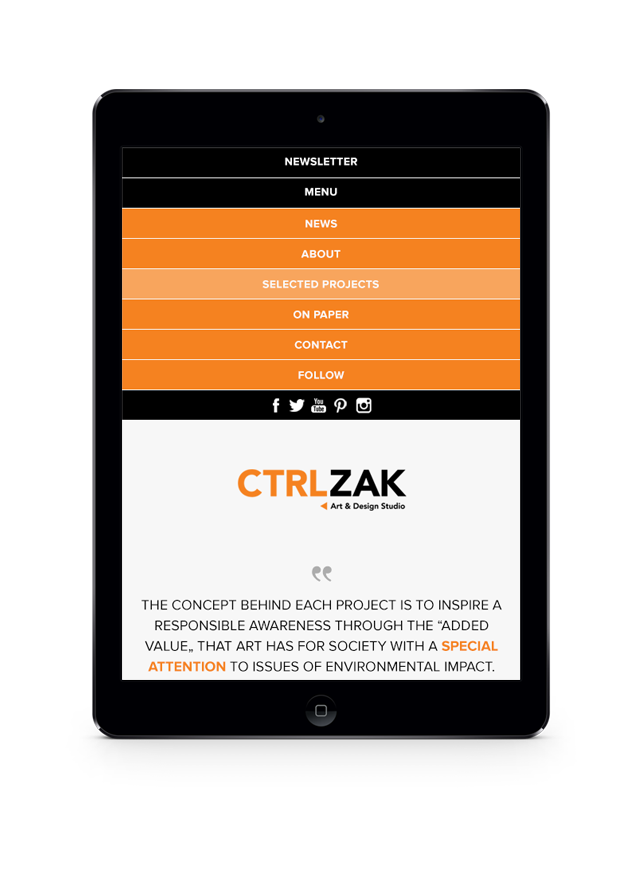 NEWSLETTER
MENU
NEWS
ABOUT
SELECTED PROJECTS
ON PAPER
CONTACT
FOLLOW
You Tube
CTRLZAK
Art & Design Studio
THE CONCEPT BEHIND EACH PROJECT IS TO INSPIRE A
RESPONSIBLE AWARENESS THROUGH THE “ADDED
VALUE„ THAT ART HAS FOR SOCIETY WITH A SPECIAL
ATTENTION TO ISSUES OF ENVIRONMENTAL IMPACT.